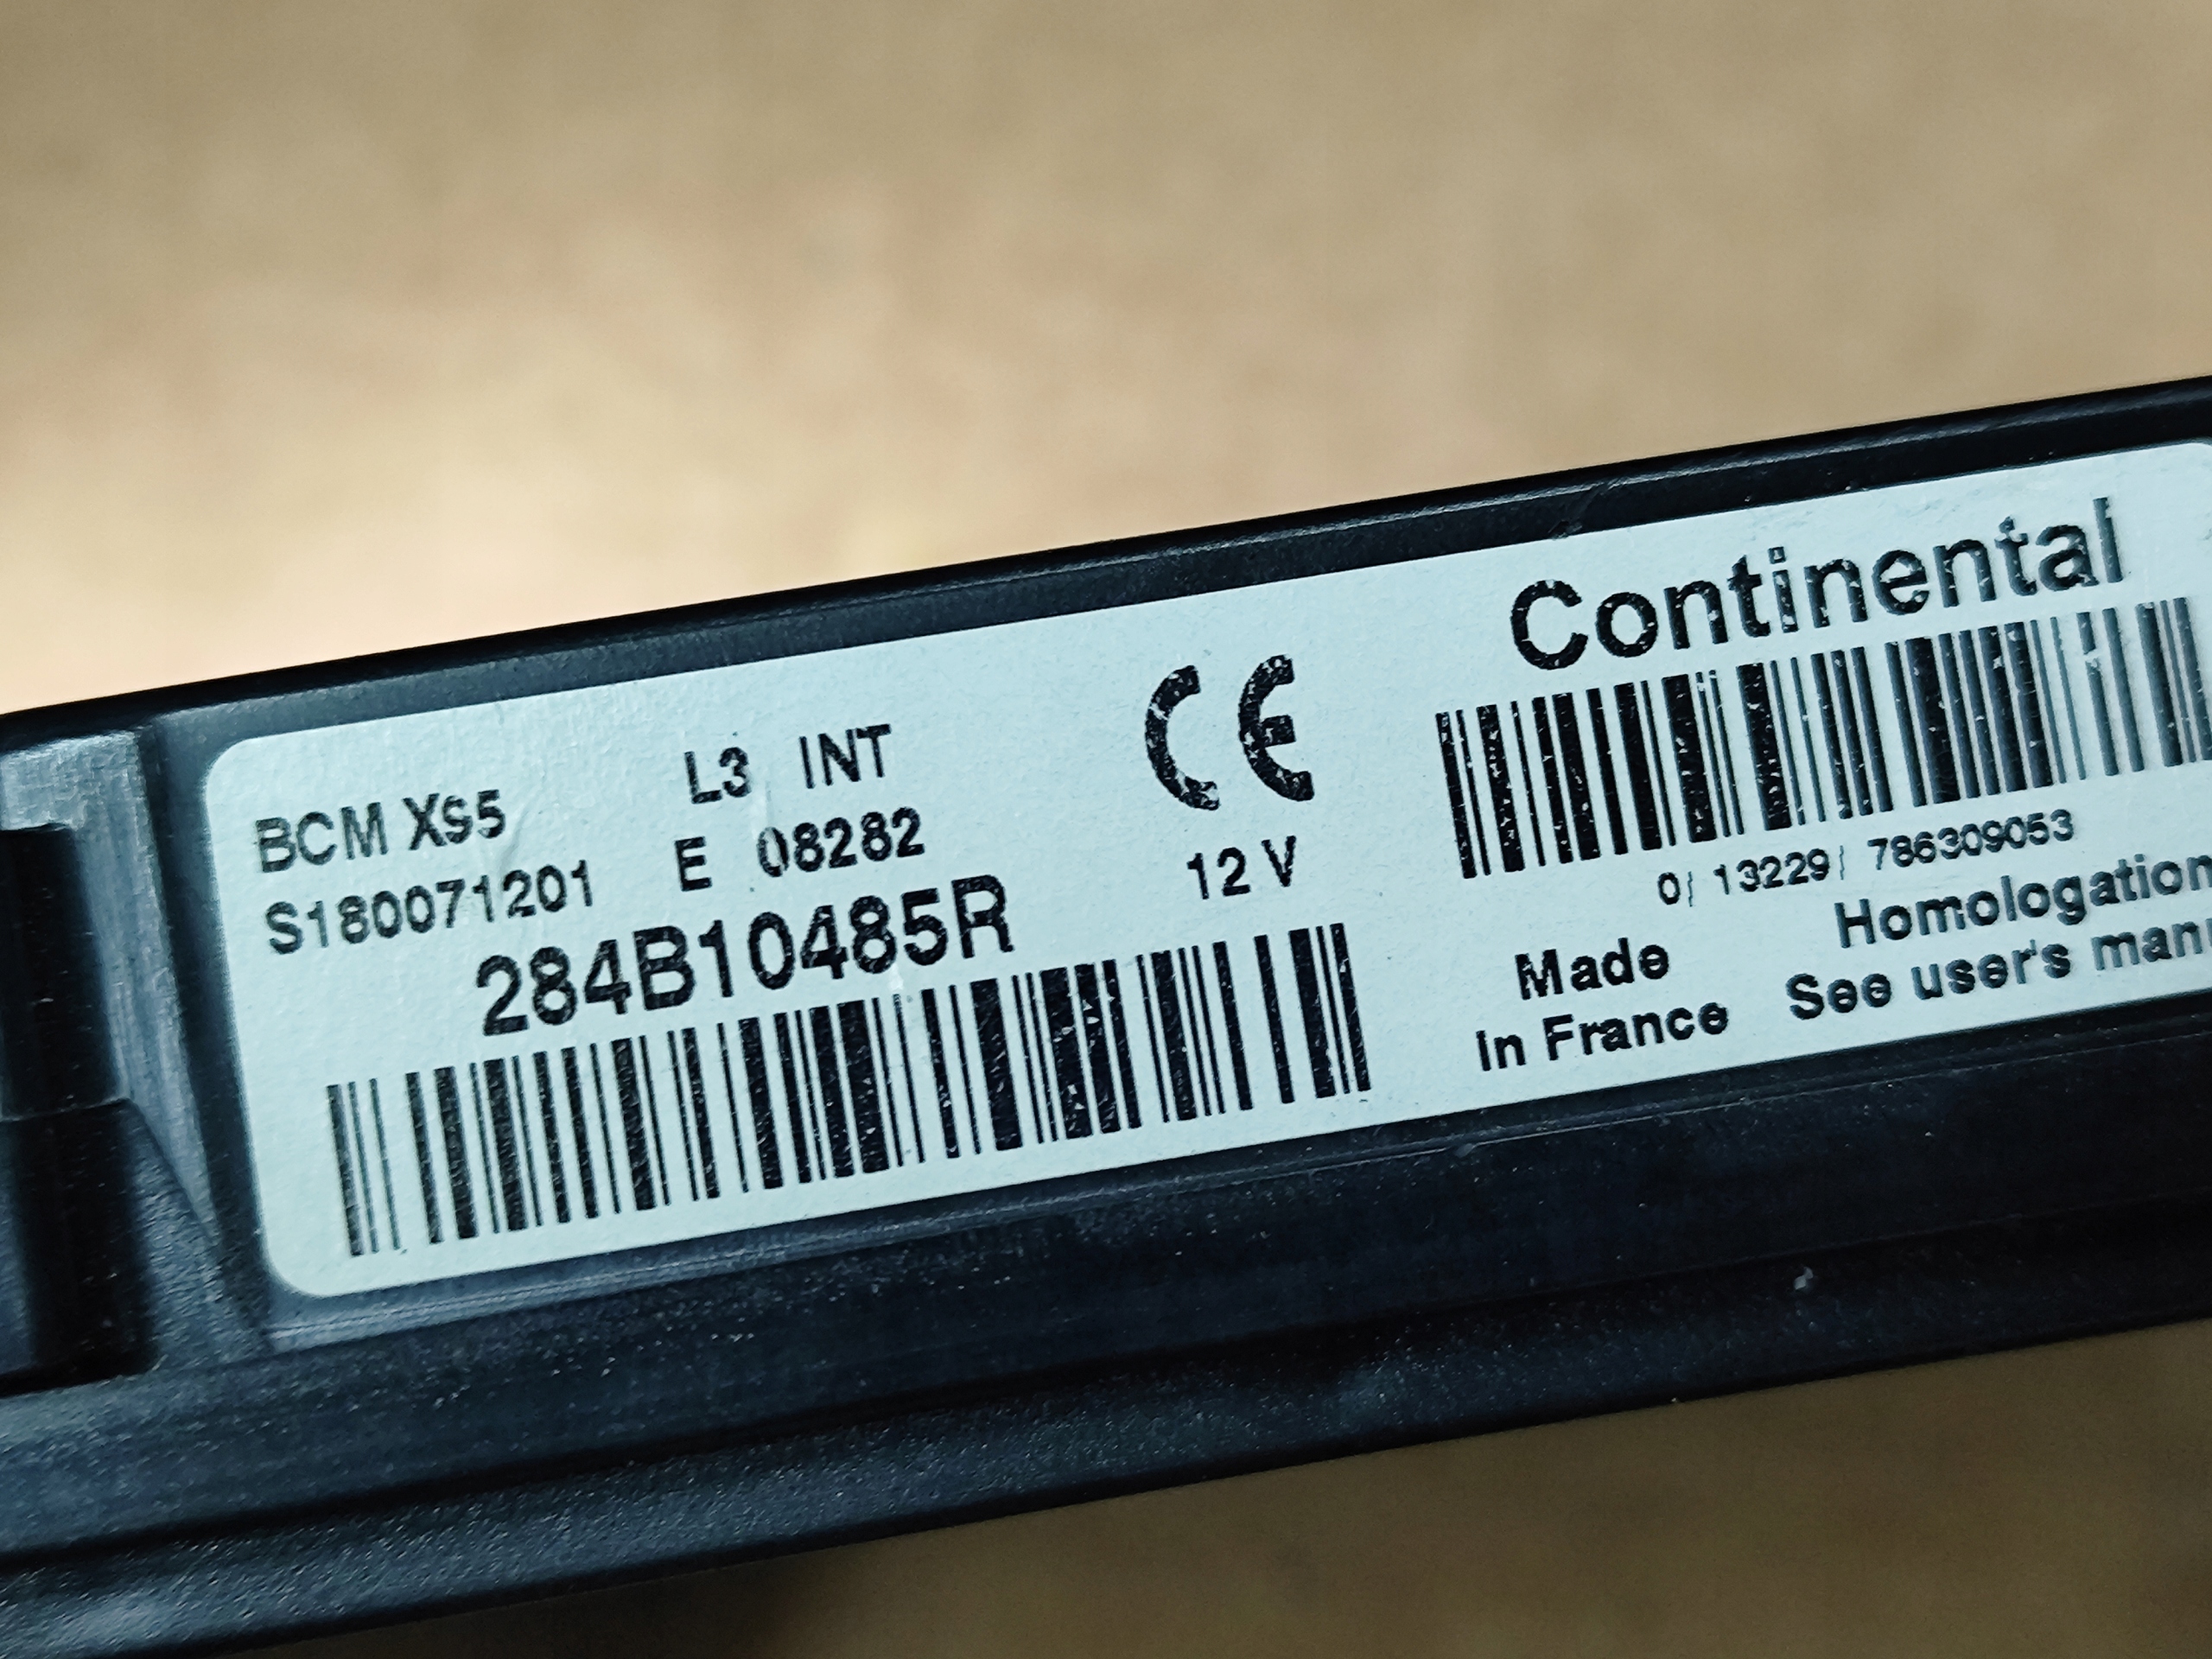 BCM X95
L3 INT
S180071201
E 08282
284B10485R
CE
12 V
Continental
0/ 13229/ 786309053
Made
in France
Homologation
See user's